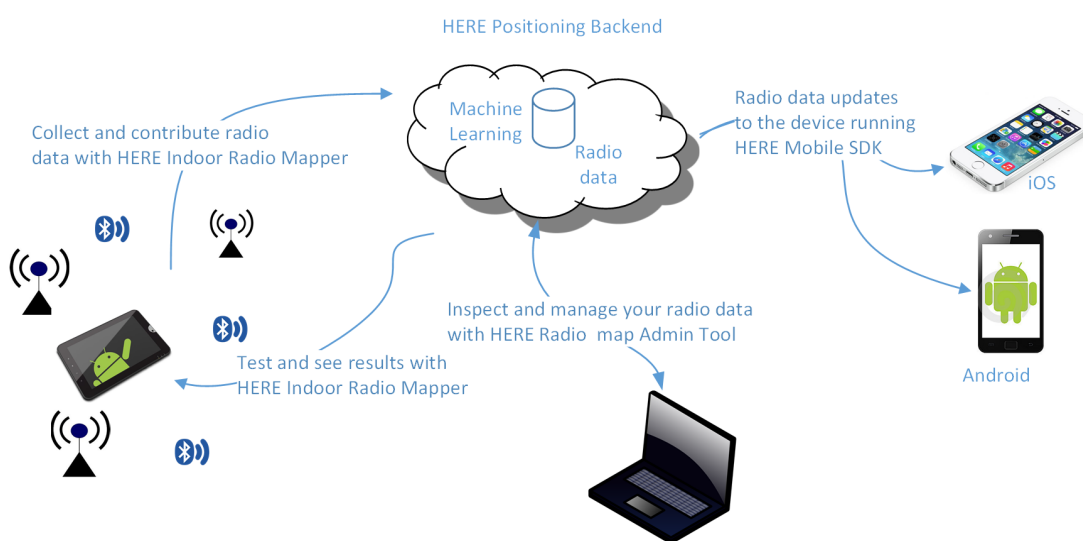 HERE Positioning Backend
Machine
Learning
Radio
data
Collect and contribute radio
data with HERE Indoor Radio Mapper
Radio data updates
to the device running
HERE Mobile SDK
iOS
Inspect and manage your radio data
with HERE Radio  map Admin Tool
Test and see results with
HERE Indoor Radio Mapper
Android